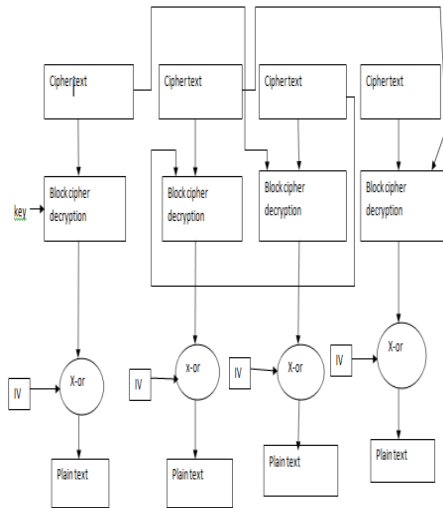 Ciphertext
Ciphertext
Ciphertext
Ciphertext
key
Block cipher
decryption
Block cipher
decryption
Block cipher
decryption
Block cipher
decryption
X-or
x-or
X-or
X-or
IV
IV
IV
IV
Plain text
Plain text
Plain text
Plain text